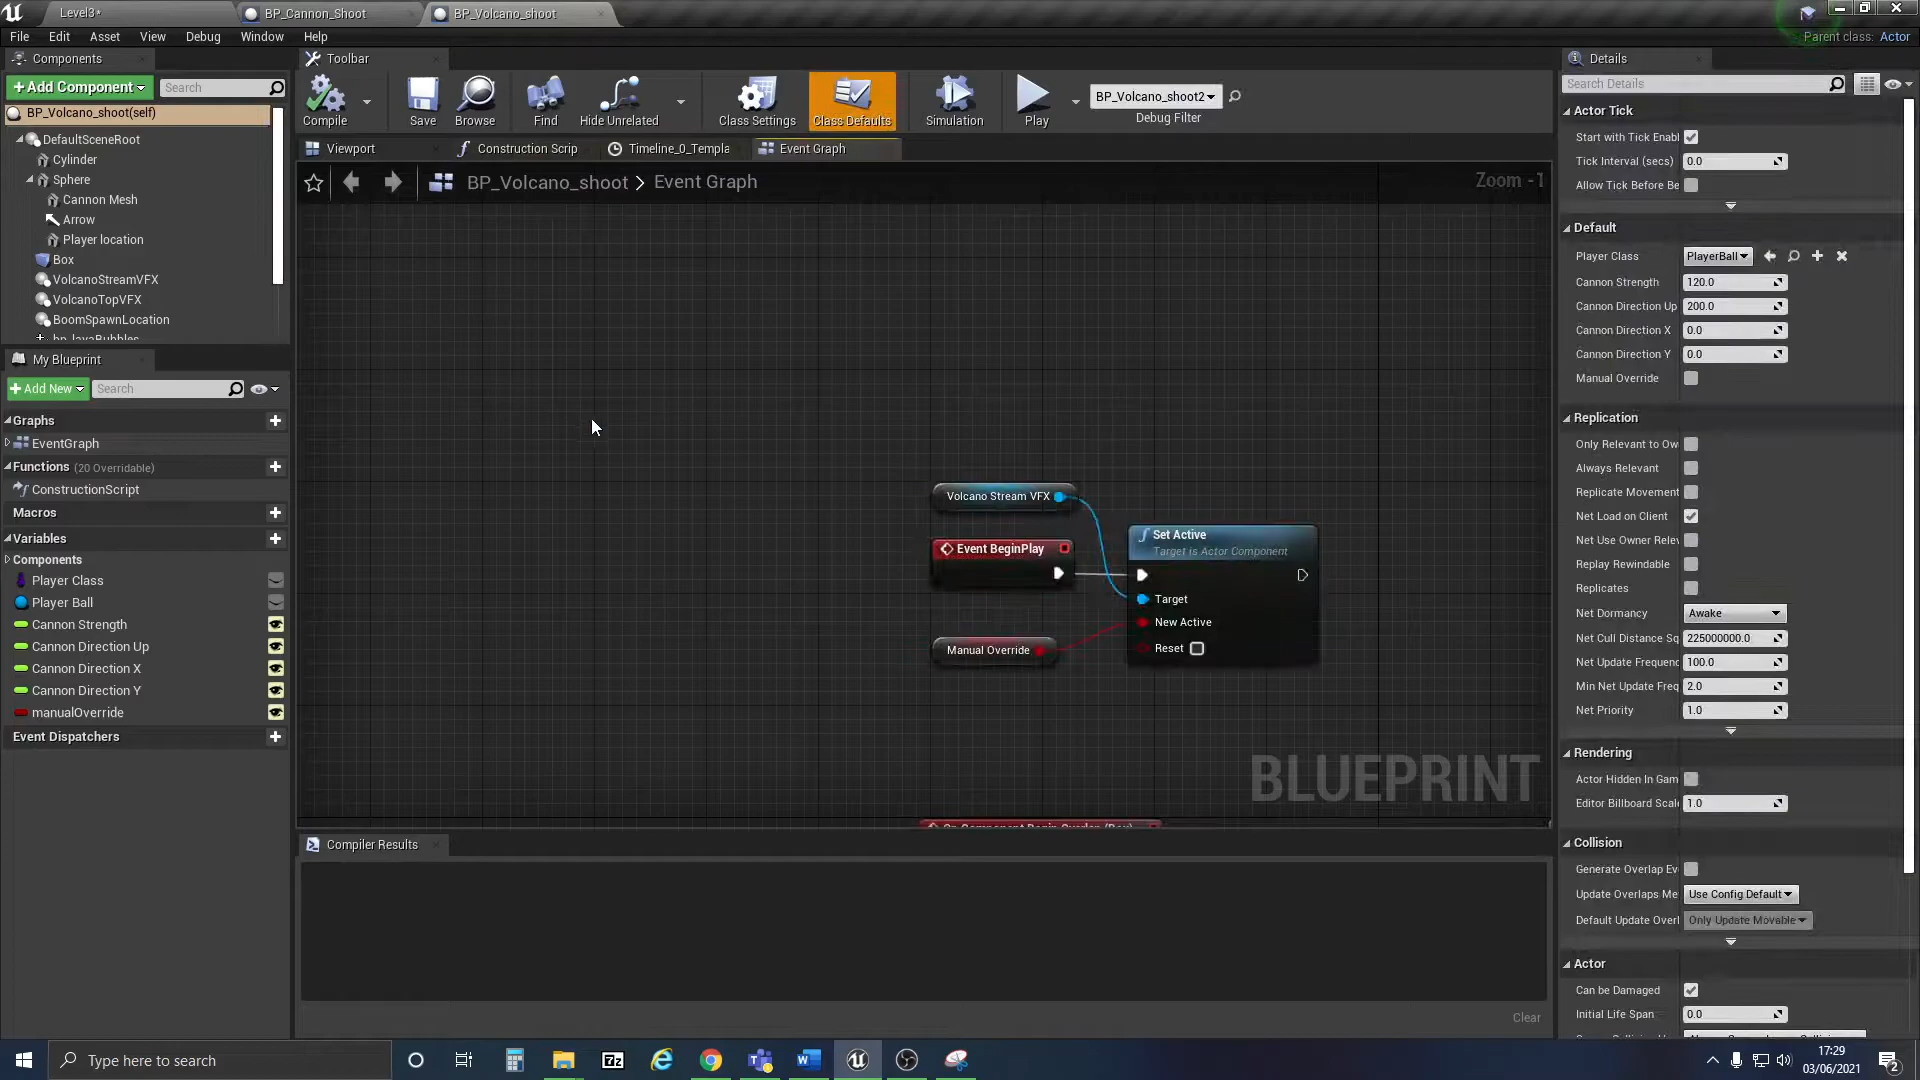 Level3*
BP_Cannon_Shoot
BP_Volcano_shoot
File Edit Asset View Debug Window Help
Parent class: Actor
Components
+Add Component
Search
BP_Volcano_shoot(self)
DefaultSceneRoot
Cylinder
Sphere
Cannon Mesh
Arrow
Player location
Box
VolcanoStreamVFX
VolcanoTopVFX
BoomSpawnLocation
My Blueprint
+Add New
Search
Graphs
EventGraph
Functions (20 Overridable)
ConstructionScript
Macros
Variables
Components
Player Class
Player Ball
Cannon Strength
Cannon Direction Up
Cannon Direction X
Cannon Direction Y
manualOverride
Event Dispatchers
Toolbar
Compile
Save
Browse
Find
Hide Unrelated
Class Settings
Class Defaults
Simulation
Play
BP_Volcano_shoot2
Debug Filter
Viewport
Construction Scrip
Timeline_0_Templa
Event Graph
BP_Volcano_shoot > Event Graph
Zoom -1
Volcano Stream VFX
Event BeginPlay
Manual Override
Set Active
Target is Actor Component
Target
New Active
Reset
BLUEPRINT
On Component Begin Overlap (Box)
Compiler Results
Clear
Details
Search Details
Actor Tick
Start with Tick Enabl
Tick Interval (secs) 0.0
Allow Tick Before Be
Default
Player Class PlayerBall
Cannon Strength 120.0
Cannon Direction Up 200.0
Cannon Direction X 0.0
Cannon Direction Y 0.0
Manual Override
Replication
Only Relevant to Ow
Always Relevant
Replicate Movement
Net Load on Client
Net Use Owner Relev
Replay Rewindable
Replicates
Net Dormancy Awake
Net Cull Distance Sq 225000000.0
Net Update Frequenc 100.0
Min Net Update Freq 2.0
Net Priority 1.0
Rendering
Actor Hidden In Gam
Editor Billboard Scale 1.0
Collision
Generate Overlap Ev
Update Overlaps Me Use Config Default
Default Update Overl Only Update Movable
Actor
Can be Damaged
Initial Life Span 0.0
Type here to search
17:29
03/06/2021
2